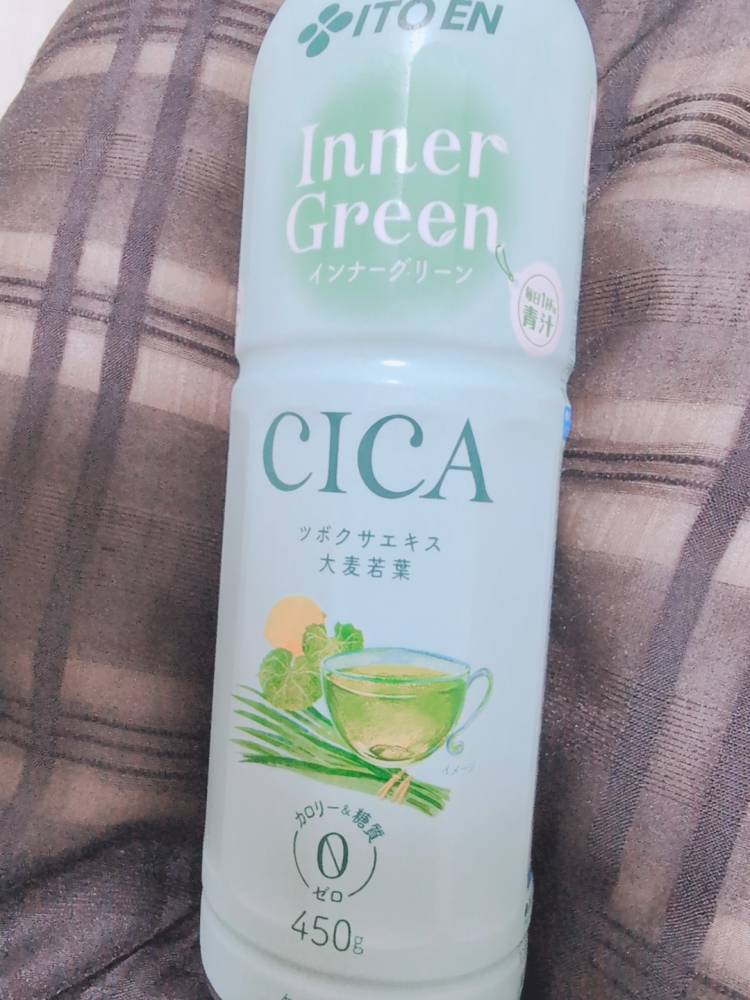 ITO EN
Inner
Green
インナーグリーン
毎日1杯の
青汁
CICA
ツボクサエキス
大麦若葉
イメージ
カロリー&糖質
0
ゼロ
450g